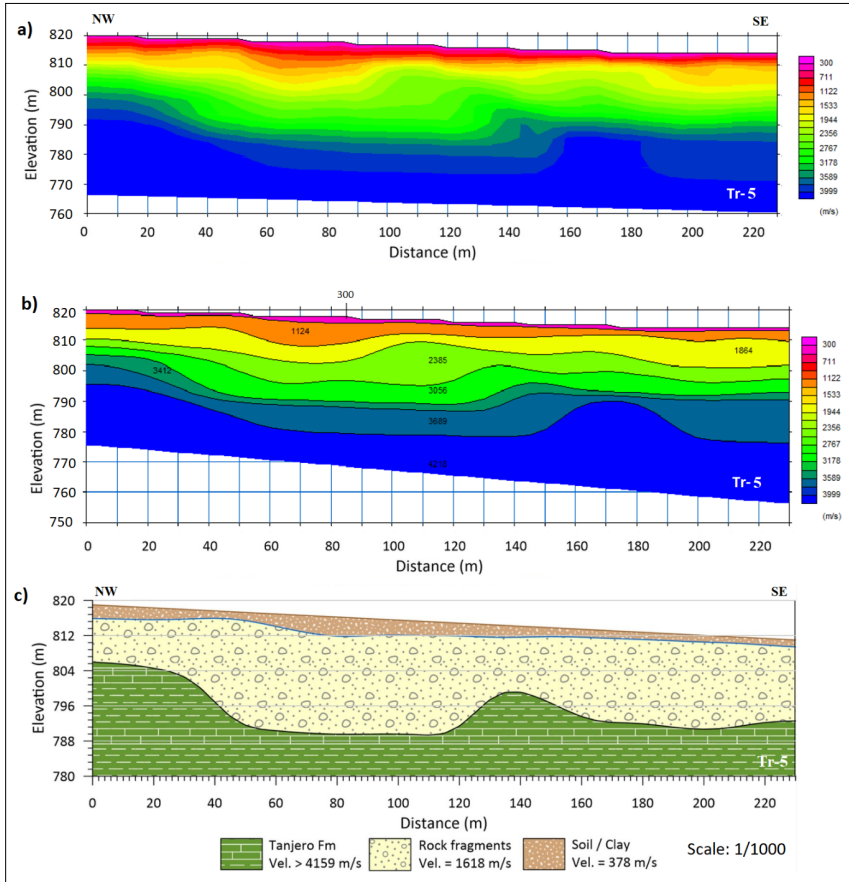 a)
NW
SE
820
810
800
790
780
770
760
Elevation (m)
0 20 40 60 80 100 120 140 160 180 200 220
Distance (m)
Tr-5
300
711
1122
1533
1944
2356
2767
3178
3589
3999
(m/s)
b)
300
820
810
800
790
780
770
760
750
Elevation (m)
1124
2385
1864
3412
3056
3689
4210
Tr-5
0 20 40 60 80 100 120 140 160 180 200 220
Distance (m)
300
711
1122
1533
1944
2356
2767
3178
3589
3999
(m/s)
c)
NW
SE
820
812
804
796
788
780
Elevation (m)
Tr-5
0 20 40 60 80 100 120 140 160 180 200 220
Distance (m)
Tanjero Fm
Vel. > 4159 m/s
Rock fragments
Vel. = 1618 m/s
Soil / Clay
Vel. = 378 m/s
Scale: 1/1000